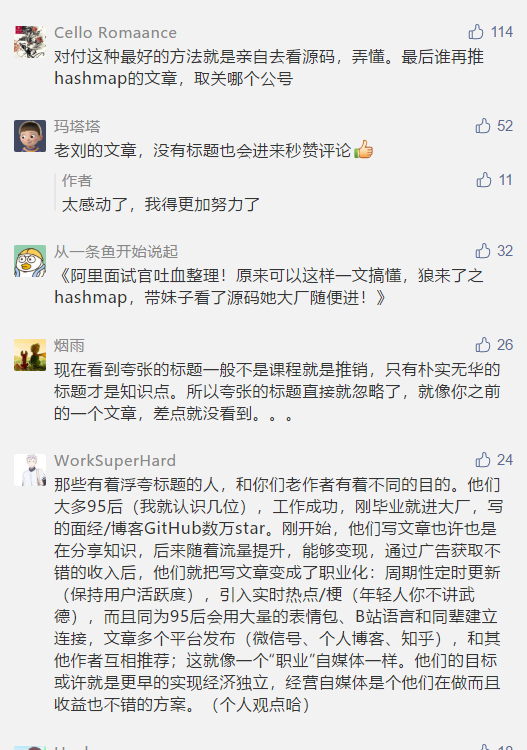 Cello Romaance
114
对付这种最好的方法就是亲自去看源码，弄懂。最后谁再推
hashmap的文章，取关哪个公号
玛塔塔
52
老刘的文章，没有标题也会进来秒赞评论👍
作者
11
太感动了，我得更加努力了
从一条鱼开始说起
32
《阿里面试官吐血整理！原来可以这样一文搞懂，狼来了之
hashmap，带妹子看了源码她大厂随便进！》
烟雨
26
现在看到夸张的标题一般不是课程就是推销，只有朴实无华的
标题才是知识点。所以夸张的标题直接就忽略了，就像你之前
的一个文章，差点就没看到。。。
WorkSuperHard
24
那些有着浮夸标题的人，和你们老作者有着不同的目的。他们
大多95后（我就认识几位），工作成功，刚毕业就进大厂，写
的面经/博客GitHub数万star。刚开始，他们写文章也许也是
在分享知识，后来随着流量提升，能够变现，通过广告获取不
错的收入后，他们就把写文章变成了职业化：周期性定时更新
（保持用户活跃度），引入实时热点/梗（年轻人你不讲武
德），而且同为95后会用大量的表情包、B站语言和同辈建立
连接，文章多个平台发布（微信号、个人博客、知乎），和其
他作者互相推荐；这就像一个“职业”自媒体一样。他们的目标
或许就是更早的实现经济独立，经营自媒体是个他们在做而且
收益也不错的方案。（个人观点哈）